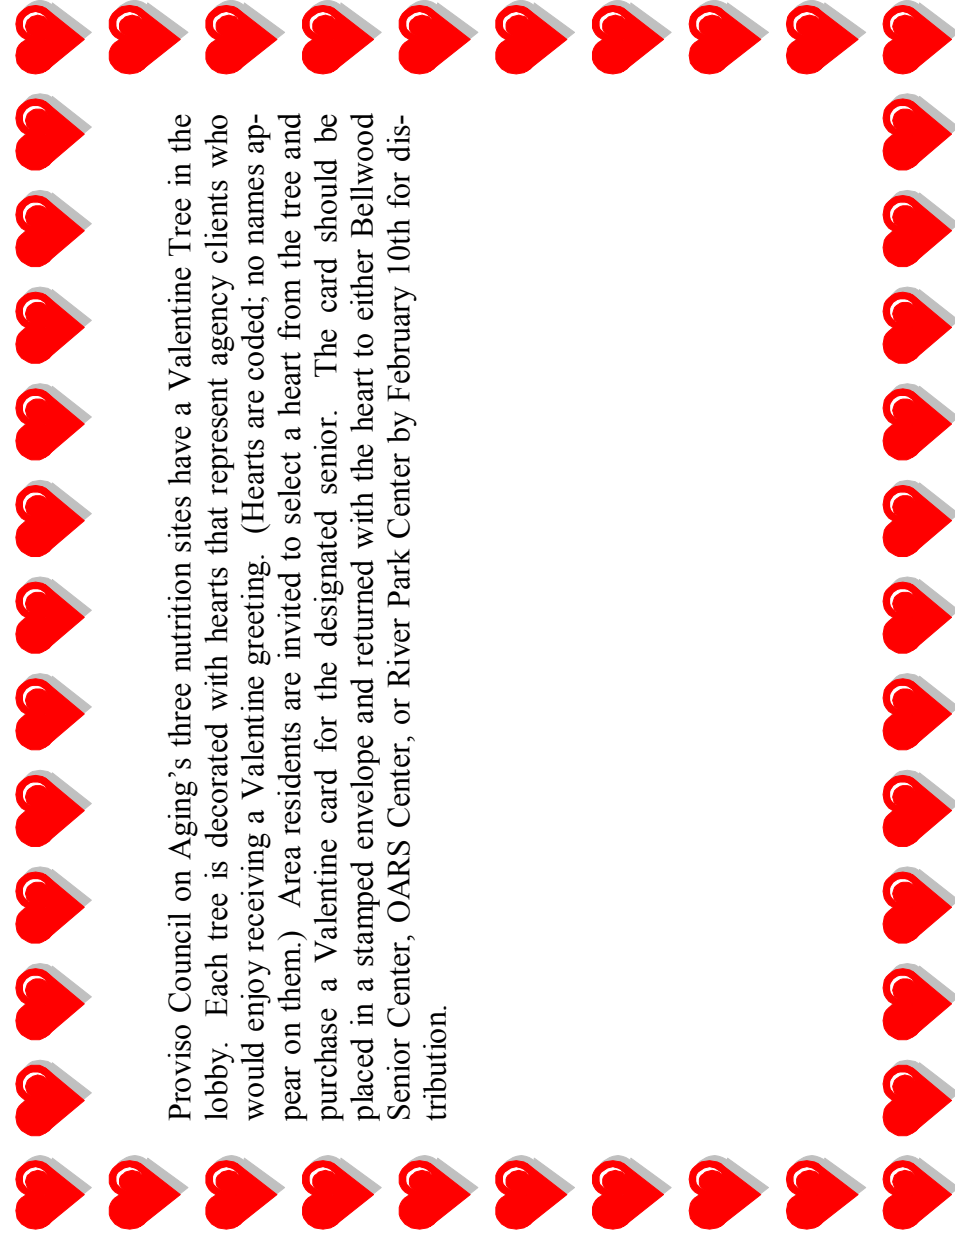 Proviso Council on Aging’s three nutrition sites have a Valentine Tree in the
lobby.  Each tree is decorated with hearts that represent agency clients who
would enjoy receiving a Valentine greeting.  (Hearts are coded; no names ap-
pear on them.)  Area residents are invited to select a heart from the tree and
purchase a Valentine card for the designated senior.  The card should be
placed in a stamped envelope and returned with the heart to either Bellwood
Senior Center, OARS Center, or River Park Center by February 10th for dis-
tribution.